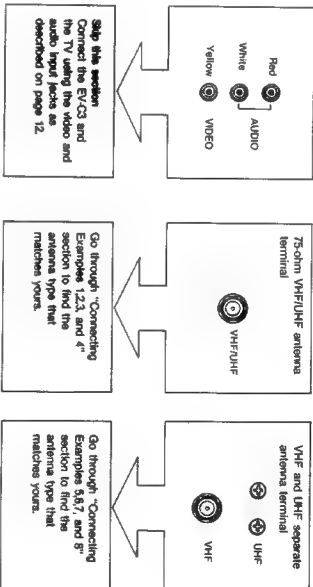 Red
White
AUDIO
Yellow
VIDEO
Skip this section
Connect the EV-C3 and
the TV using the video and
audio input jacks as
described on page 12.
75-ohm VHF/UHF antenna
terminal
VHF/UHF
Go through "Connecting
Examples 1,2,3, and 4"
section to find the
antenna type that
matches yours.
VHF and UHF separate
antenna terminal
UHF
VHF
Go through "Connecting
Examples 5,6,7, and 8"
section to find the
antenna type that
matches yours.